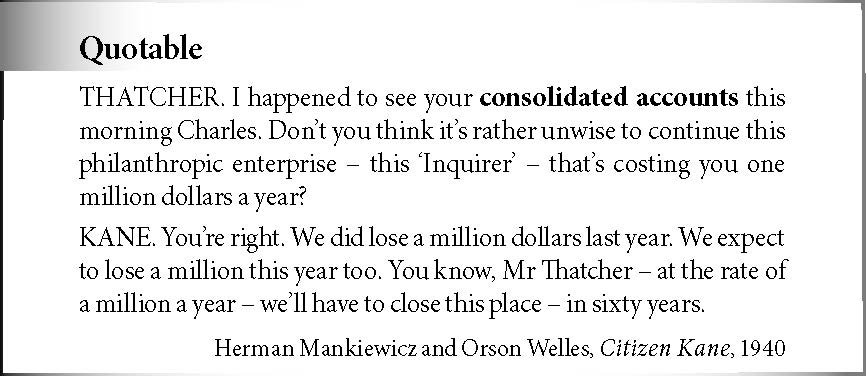 Quotable
THATCHER. I happened to see your consolidated accounts this
morning Charles. Don’t you think it’s rather unwise to continue this
philanthropic enterprise – this ‘Inquirer’ – that’s costing you one
million dollars a year?
KANE. You’re right. We did lose a million dollars last year. We expect
to lose a million this year too. You know, Mr Thatcher – at the rate of
a million a year – we’ll have to close this place – in sixty years.
Herman Mankiewicz and Orson Welles, Citizen Kane, 1940